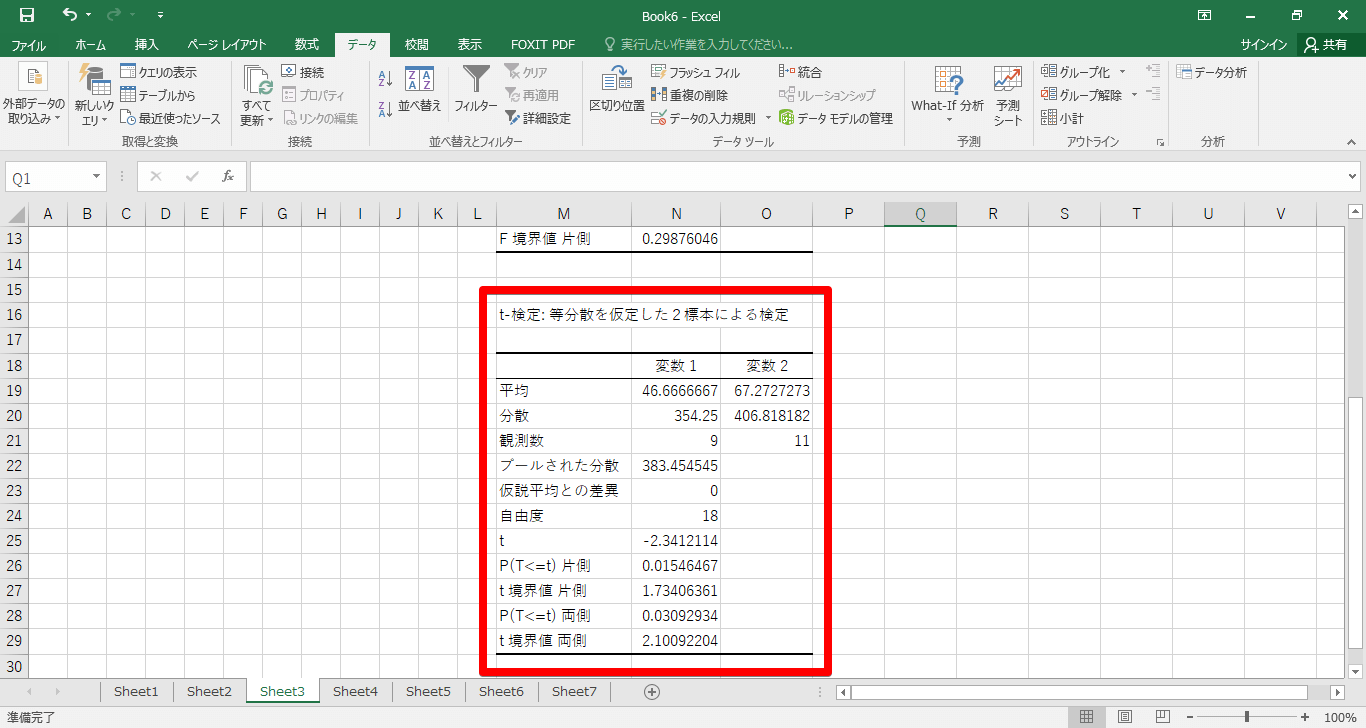 Book6 - Excel
ファイル ホーム 挿入 ページ レイアウト 数式 データ 校閲 表示 FOXIT PDF 実行したい作業を入力してください... サインイン 共有
外部データの取り込み
新しいクエリ
クエリの表示
テーブルから
最近使ったソース
取得と変換
すべて更新
接続
プロパティ
リンクの編集
接続
並べ替え
フィルター
クリア
再適用
詳細設定
並べ替えとフィルター
区切り位置
フラッシュ フィル
重複の削除
データの入力規則
統合
リレーションシップ
データ モデルの管理
データ ツール
What-If 分析
予測シート
予測
グループ化
グループ解除
小計
アウトライン
データ分析
分析
Q1 fx
A B C D E F G H I J K L M N O P Q R S T U V
13 F 境界値 片側 0.29876046
14
15
16 t-検定: 等分散を仮定した２標本による検定
17
18 変数 1 変数 2
19 平均 46.6666667 67.2727273
20 分散 354.25 406.818182
21 観測数 9 11
22 プールされた分散 383.454545
23 仮説平均との差異 0
24 自由度 18
25 t -2.3412114
26 P(T<=t) 片側 0.01546467
27 t 境界値 片側 1.73406361
28 P(T<=t) 両側 0.03092934
29 t 境界値 両側 2.10092204
30
Sheet1 Sheet2 Sheet3 Sheet4 Sheet5 Sheet6 Sheet7
準備完了 100%